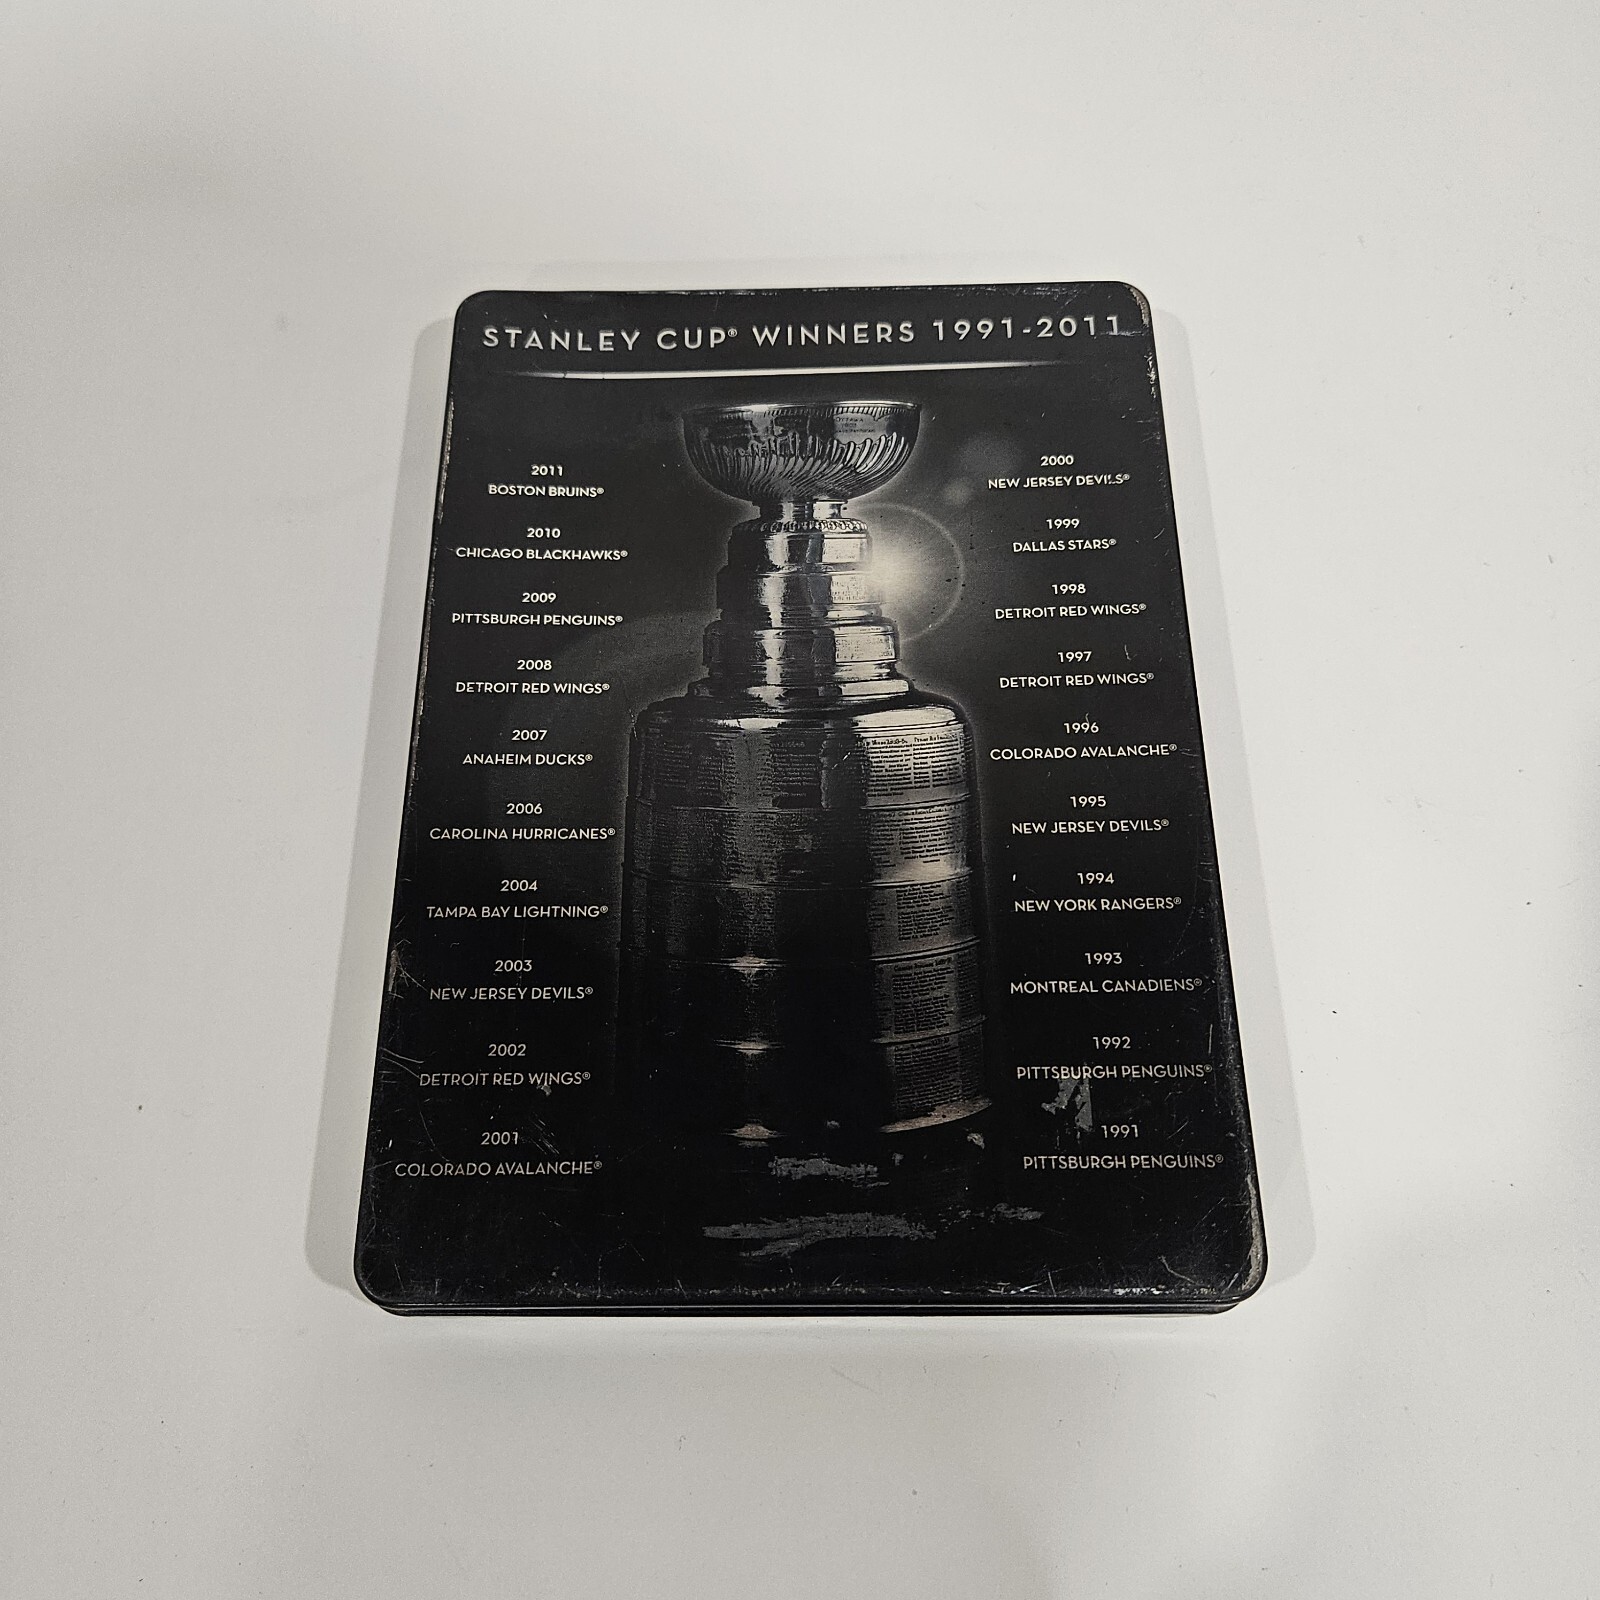 STANLEY CUP® WINNERS 1991-2011
2011
BOSTON BRUINS®
2010
CHICAGO BLACKHAWKS®
2009
PITTSBURGH PENGUINS®
2008
DETROIT RED WINGS®
2007
ANAHEIM DUCKS®
2006
CAROLINA HURRICANES®
2004
TAMPA BAY LIGHTNING®
2003
NEW JERSEY DEVILS®
2002
DETROIT RED WINGS®
2001
COLORADO AVALANCHE®
2000
NEW JERSEY DEVILS®
1999
DALLAS STARS®
1998
DETROIT RED WINGS®
1997
DETROIT RED WINGS®
1996
COLORADO AVALANCHE®
1995
NEW JERSEY DEVILS®
1994
NEW YORK RANGERS®
1993
MONTREAL CANADIENS®
1992
PITTSBURGH PENGUINS®
1991
PITTSBURGH PENGUINS®